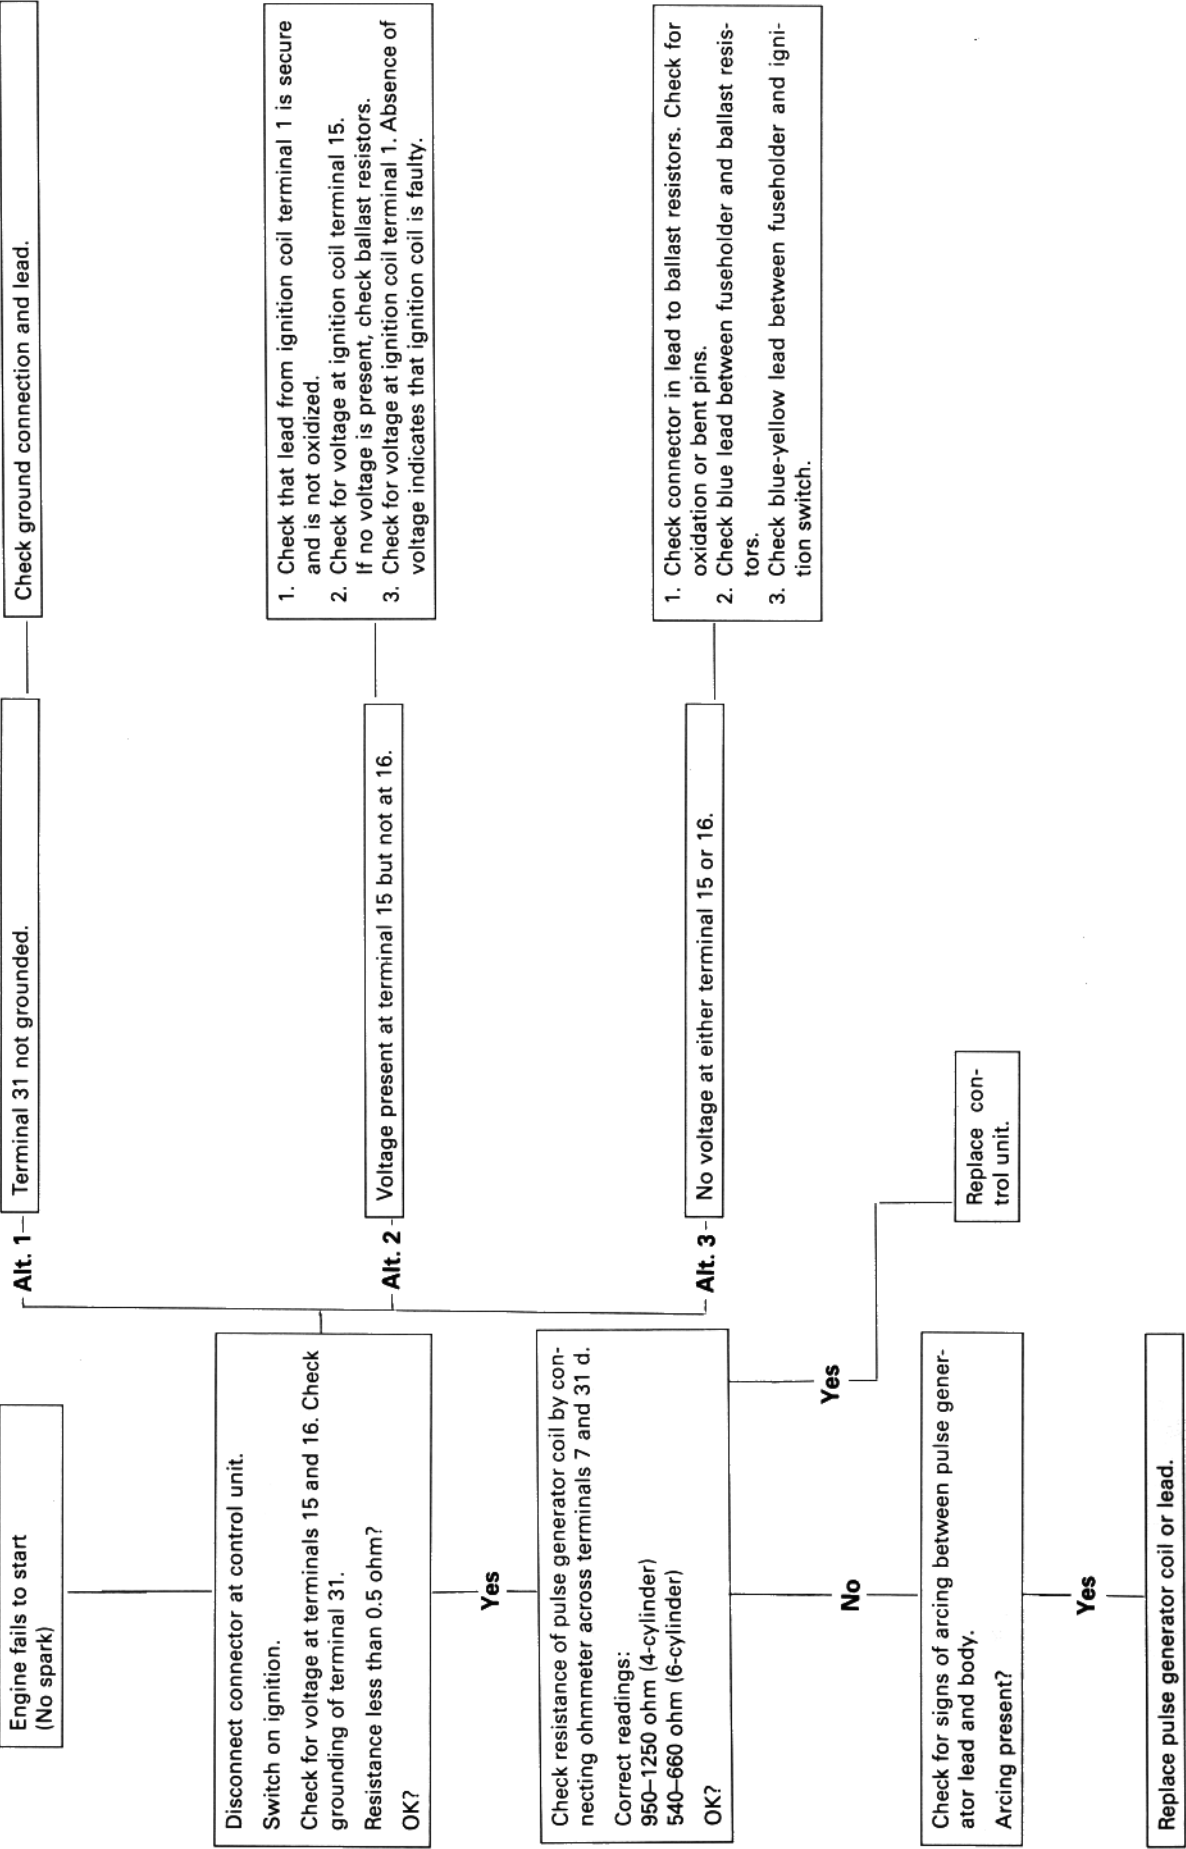 Engine fails to start
(No spark)
Disconnect connector at control unit.
Switch on ignition.
Check for voltage at terminals 15 and 16. Check
grounding of terminal 31.
Resistance less than 0.5 ohm?
OK?
Alt. 1
Terminal 31 not grounded.
Check ground connection and lead.
Alt. 2
Voltage present at terminal 15 but not at 16.
1. Check that lead from ignition coil terminal 1 is secure
and is not oxidized.
2. Check for voltage at ignition coil terminal 15.
If no voltage is present, check ballast resistors.
3. Check for voltage at ignition coil terminal 1. Absence of
voltage indicates that ignition coil is faulty.
Alt. 3
No voltage at either terminal 15 or 16.
1. Check connector in lead to ballast resistors. Check for
oxidation or bent pins.
2. Check blue lead between fuseholder and ballast resis-
tors.
3. Check blue-yellow lead between fuseholder and igni-
tion switch.
Yes
Check resistance of pulse generator coil by con-
necting ohmmeter across terminals 7 and 31 d.
Correct readings:
950–1250 ohm (4-cylinder)
540–660 ohm (6-cylinder)
OK?
Yes
Replace con-
trol unit.
No
Check for signs of arcing between pulse gener-
ator lead and body.
Arcing present?
Yes
Replace pulse generator coil or lead.